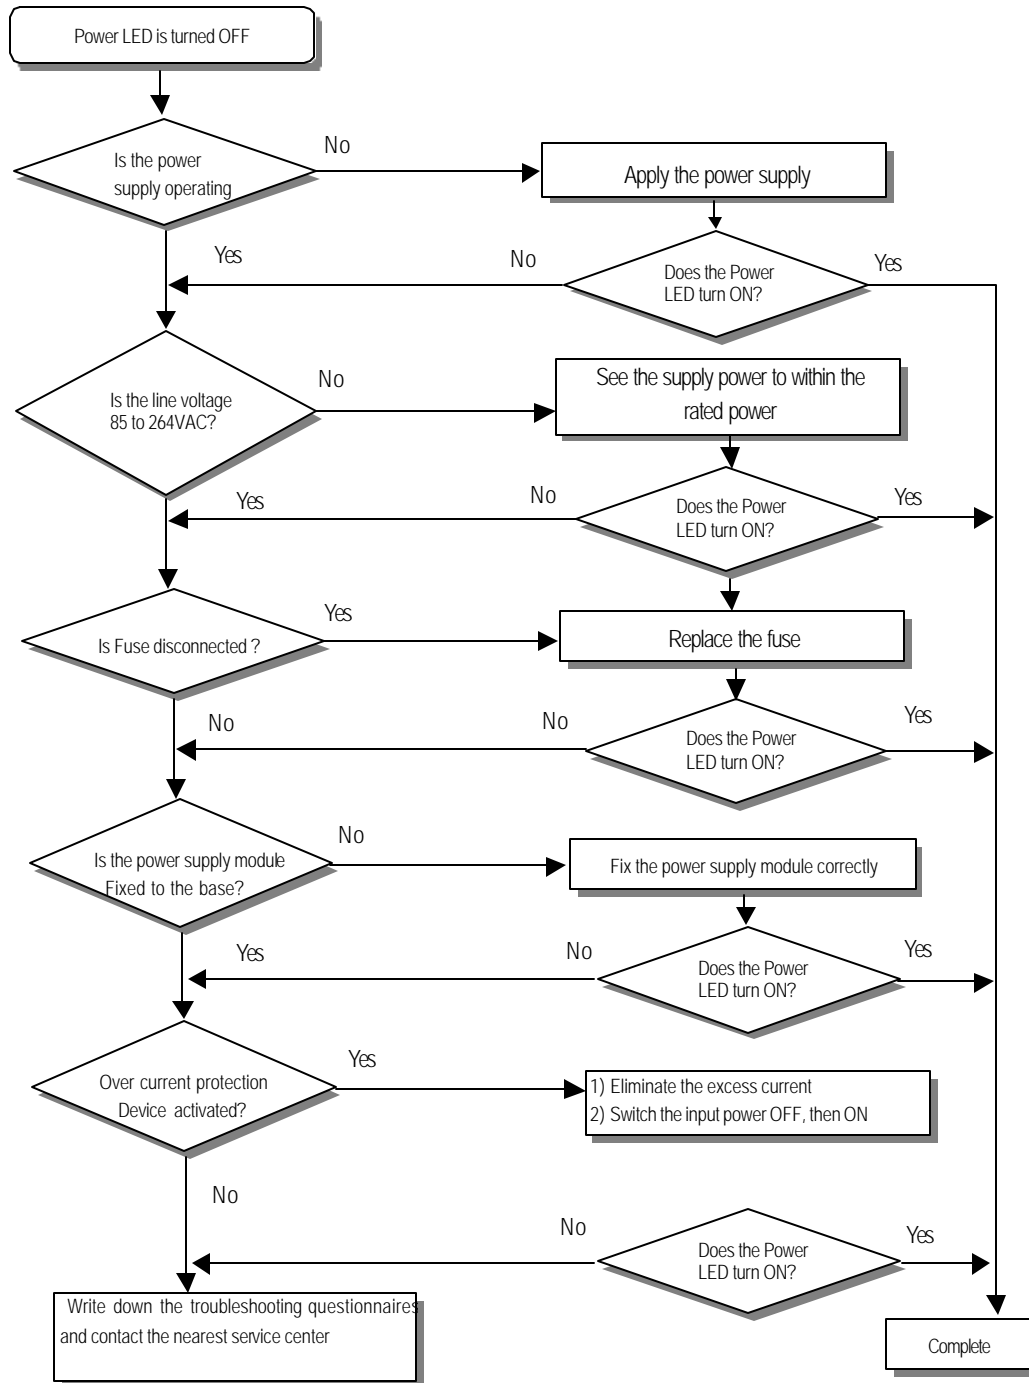 Power LED is turned OFF
Is the power
supply operating
No
Apply the power supply
Yes
No
Does the Power
LED turn ON?
Yes
Is the line voltage
85 to 264VAC?
No
See the supply power to within the
rated power
Yes
No
Does the Power
LED turn ON?
Yes
Is Fuse disconnected ?
Yes
Replace the fuse
No
No
Does the Power
LED turn ON?
Yes
Is the power supply module
Fixed to the base?
No
Fix the power supply module correctly
Yes
No
Does the Power
LED turn ON?
Yes
Over current protection
Device activated?
Yes
1) Eliminate the excess current
2) Switch the input power OFF, then ON
No
No
Does the Power
LED turn ON?
Yes
Write down the troubleshooting questionnaires
and contact the nearest service center
Complete